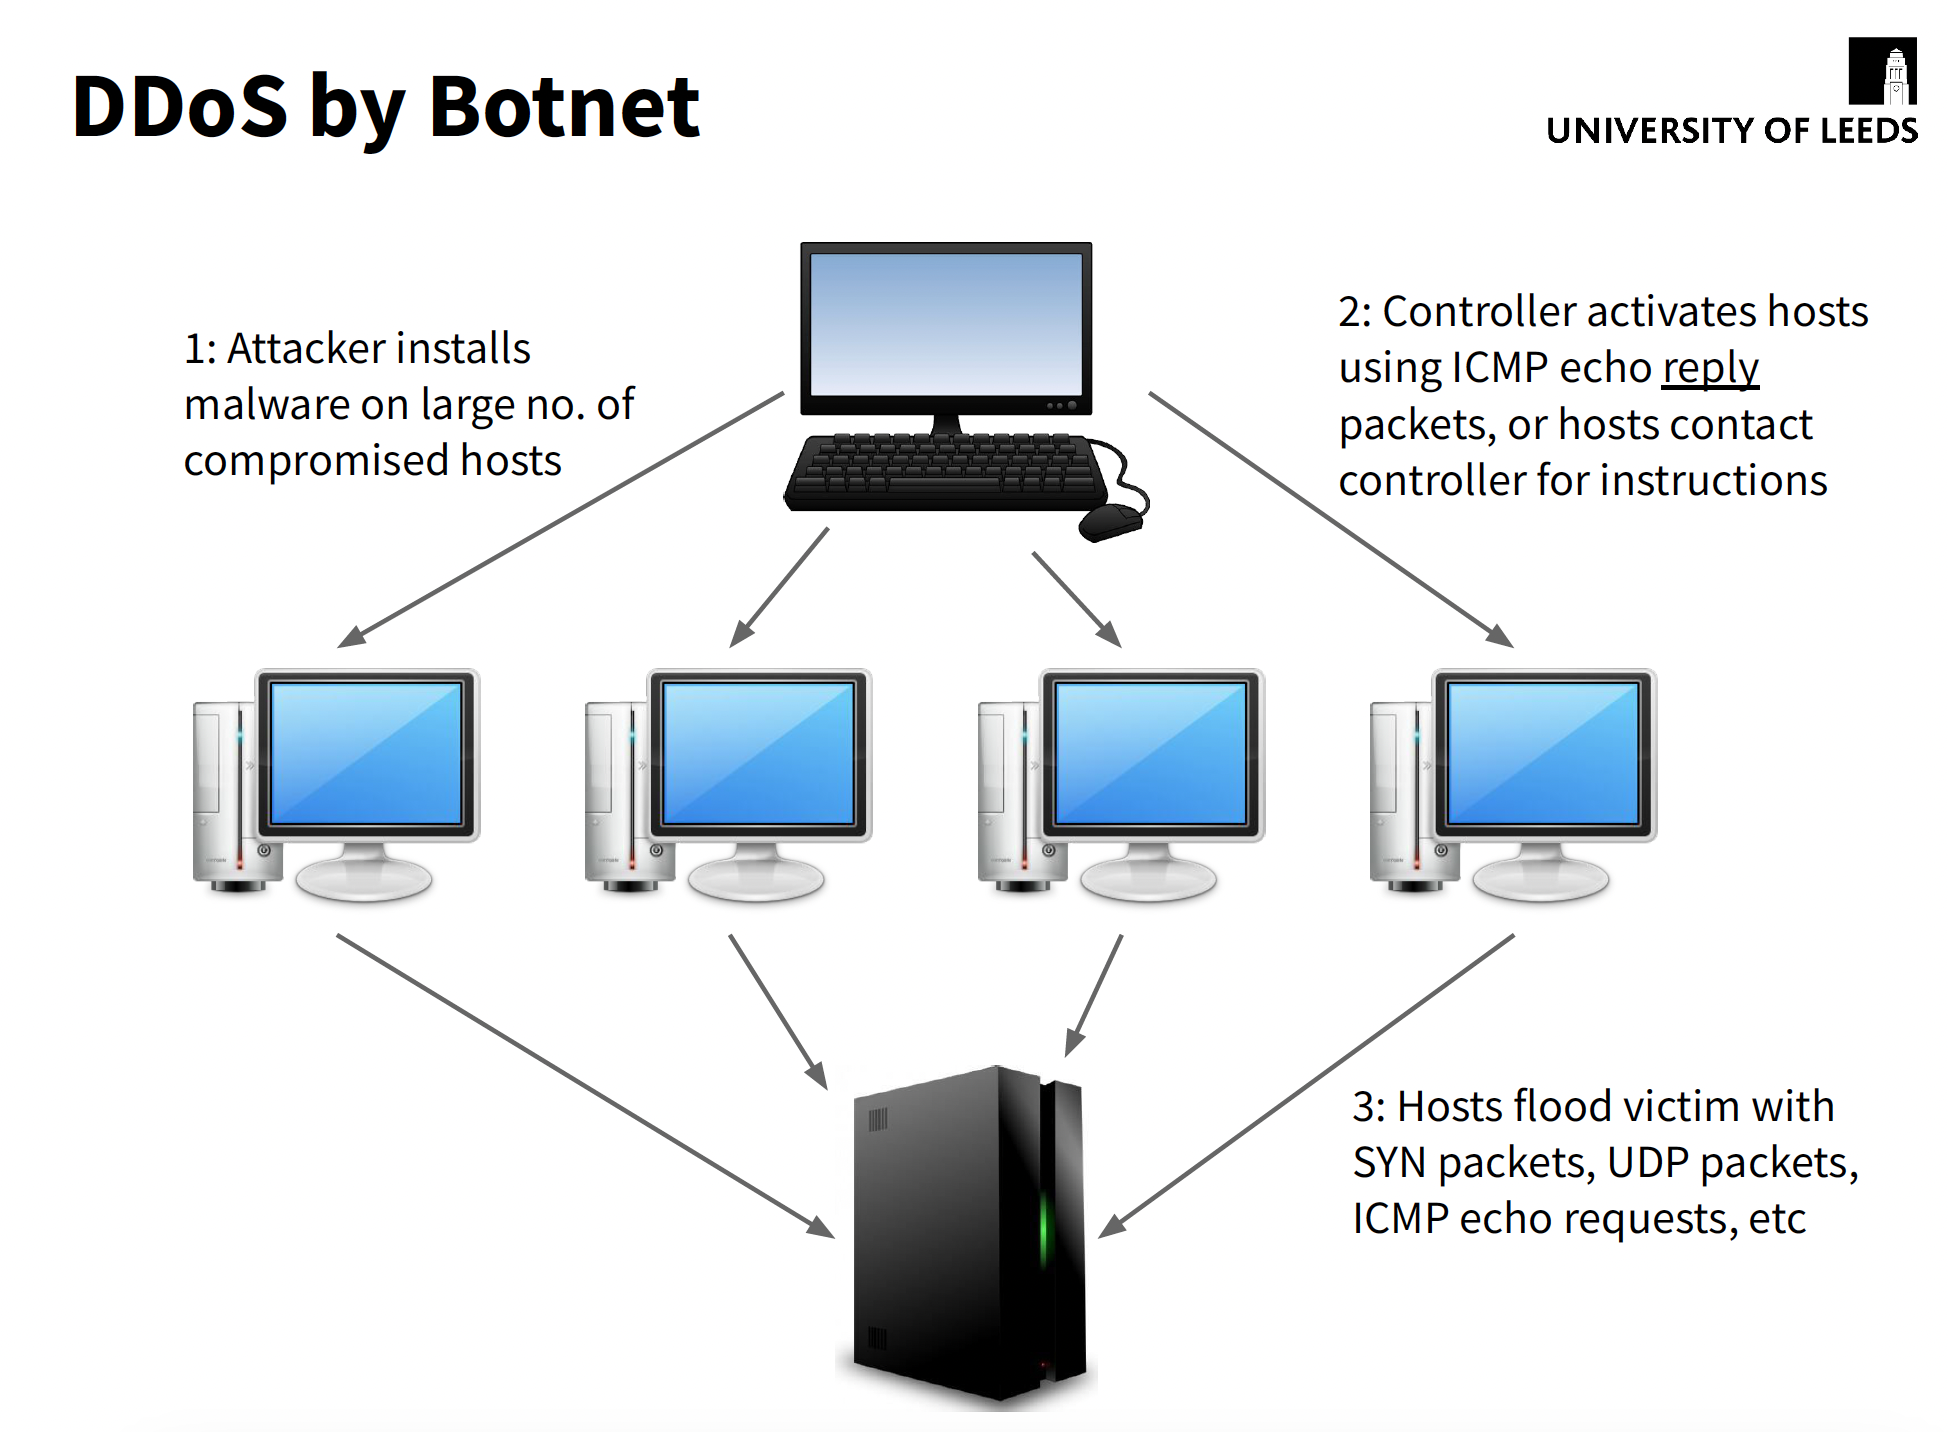 DDoS by Botnet
UNIVERSITY OF LEEDS
1: Attacker installs
malware on large no. of
compromised hosts
2: Controller activates hosts
using ICMP echo reply
packets, or hosts contact
controller for instructions
3: Hosts flood victim with
SYN packets, UDP packets,
ICMP echo requests, etc